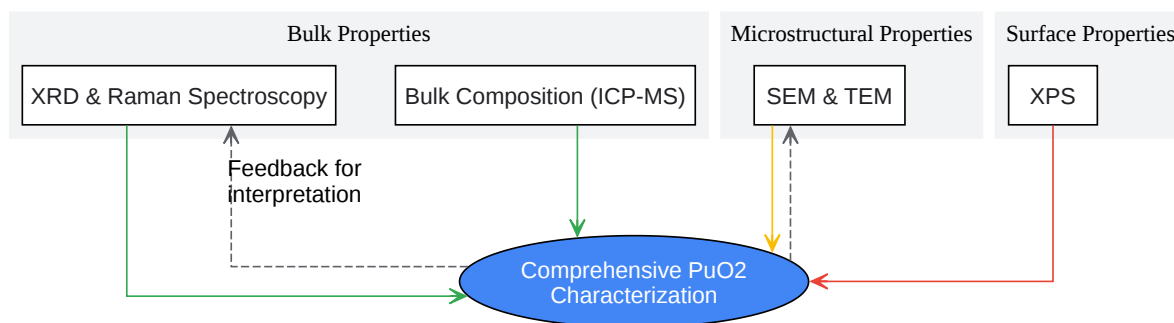 Bulk Properties
Microstructural Properties
Surface Properties
XRD & Raman Spectroscopy
Bulk Composition (ICP-MS)
SEM & TEM
XPS
Feedback for
interpretation
Comprehensive PuO2
Characterization